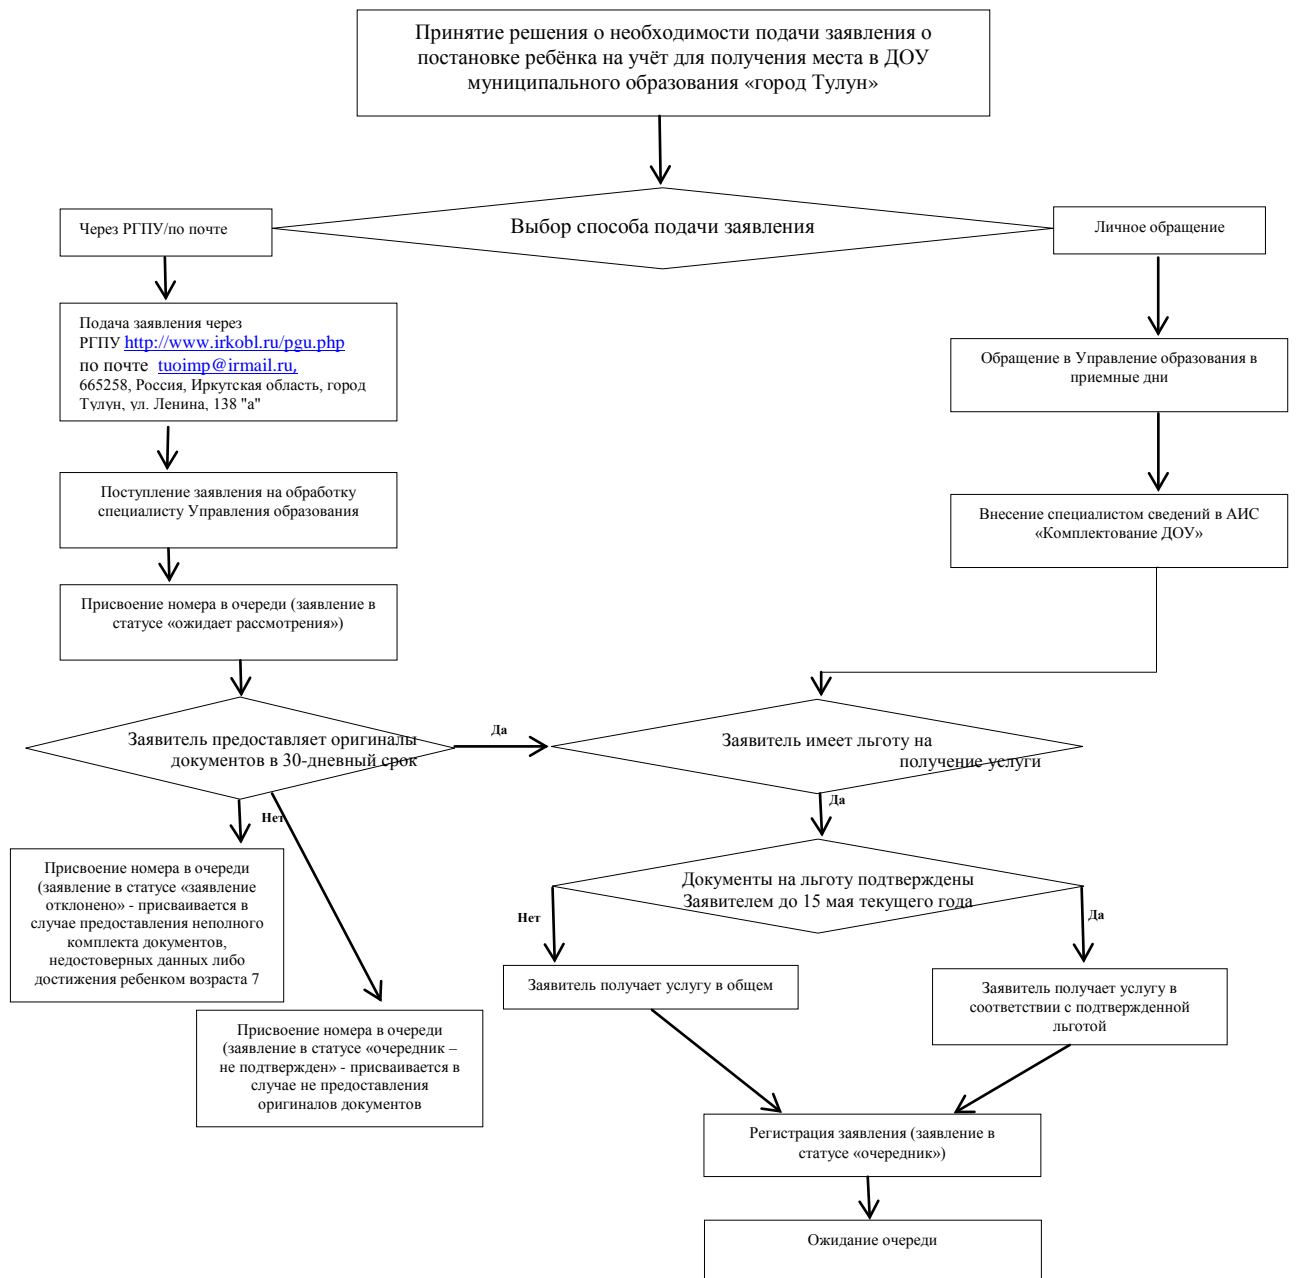 Принятие решения о необходимости подачи заявления о
постановке ребёнка на учёт для получения места в ДОУ
муниципального образования «город Тулун»
Выбор способа подачи заявления
Через РГПУ/по почте
Личное обращение
Подача заявления через
РГПУ http://www.irkobl.ru/pgu.php
по почте tuoimp@irmail.ru,
665258, Россия, Иркутская область, город
Тулун, ул. Ленина, 138 "а"
Обращение в Управление образования в
приемные дни
Поступление заявления на обработку
специалисту Управления образования
Внесение специалистом сведений в АИС
«Комплектование ДОУ»
Присвоение номера в очереди (заявление в
статусе «ожидает рассмотрения»)
Заявитель предоставляет оригиналы
документов в 30-дневный срок
Да
Заявитель имеет льготу на
получение услуги
Нет
Да
Присвоение номера в очереди
(заявление в статусе «заявление
отклонено» - присваивается в
случае предоставления неполного
комплекта документов,
недостоверных данных либо
достижения ребенком возраста 7
Документы на льготу подтверждены
Заявителем до 15 мая текущего года
Нет
Да
Заявитель получает услугу в общем
Заявитель получает услугу в
соответствии с подтвержденной
льготой
Присвоение номера в очереди
(заявление в статусе «очередник –
не подтвержден» - присваивается в
случае не предоставления
оригиналов документов
Регистрация заявления (заявление в
статусе «очередник»)
Ожидание очереди